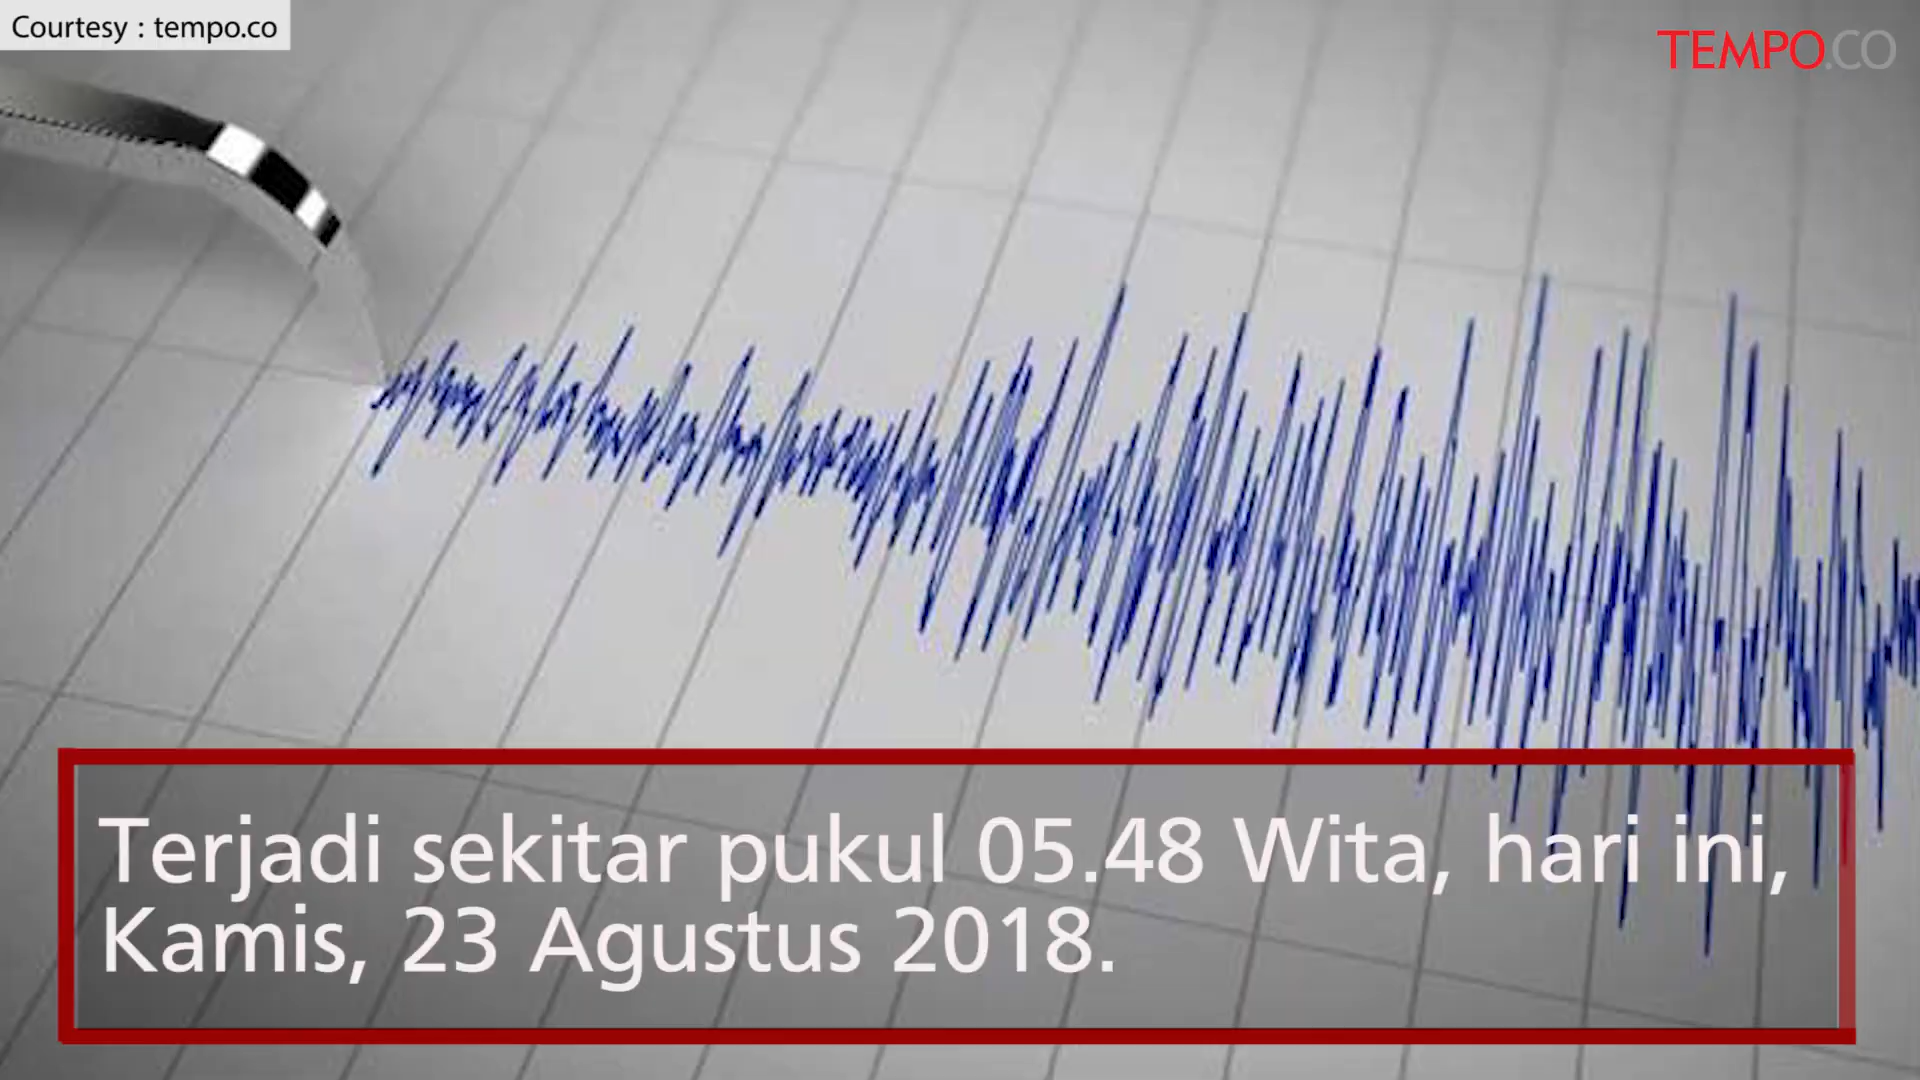 Courtesy : tempo.co
TEMPO.CO
Terjadi sekitar pukul 05.48 Wita, hari ini,
Kamis, 23 Agustus 2018.